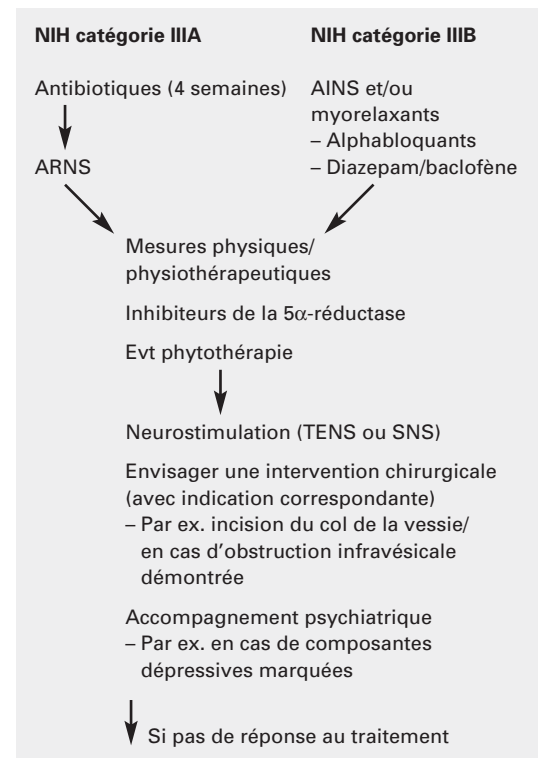 NIH catégorie IIIA
NIH catégorie IIIB
Antibiotiques (4 semaines)
ARNS
AINS et/ou
myorelaxants
– Alphabloquants
– Diazepam/baclofène
Mesures physiques/
physiothérapeutiques
Inhibiteurs de la 5α-réductase
Evt phytothérapie
Neurostimulation (TENS ou SNS)
Envisager une intervention chirurgicale
(avec indication correspondante)
– Par ex. incision du col de la vessie/
en cas d'obstruction infravésicale
démontrée
Accompagnement psychiatrique
– Par ex. en cas de composantes
dépressives marquées
Si pas de réponse au traitement